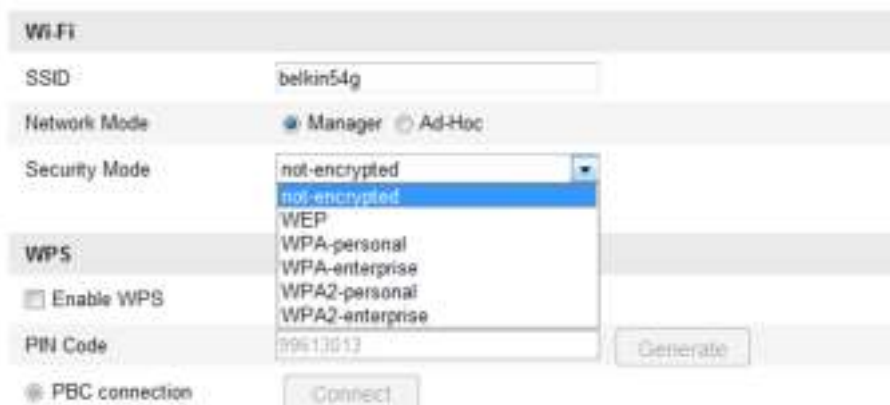 Wi-Fi
SSID belkin54g
Network Mode Manager Ad-Hoc
Security Mode not-encrypted
not-encrypted
WEP
WPA-personal
WPA-enterprise
WPS
WPA2-personal
Enable WPS
WPA2-enterprise
PIN Code 99613013 Generate
PBC connection Connect